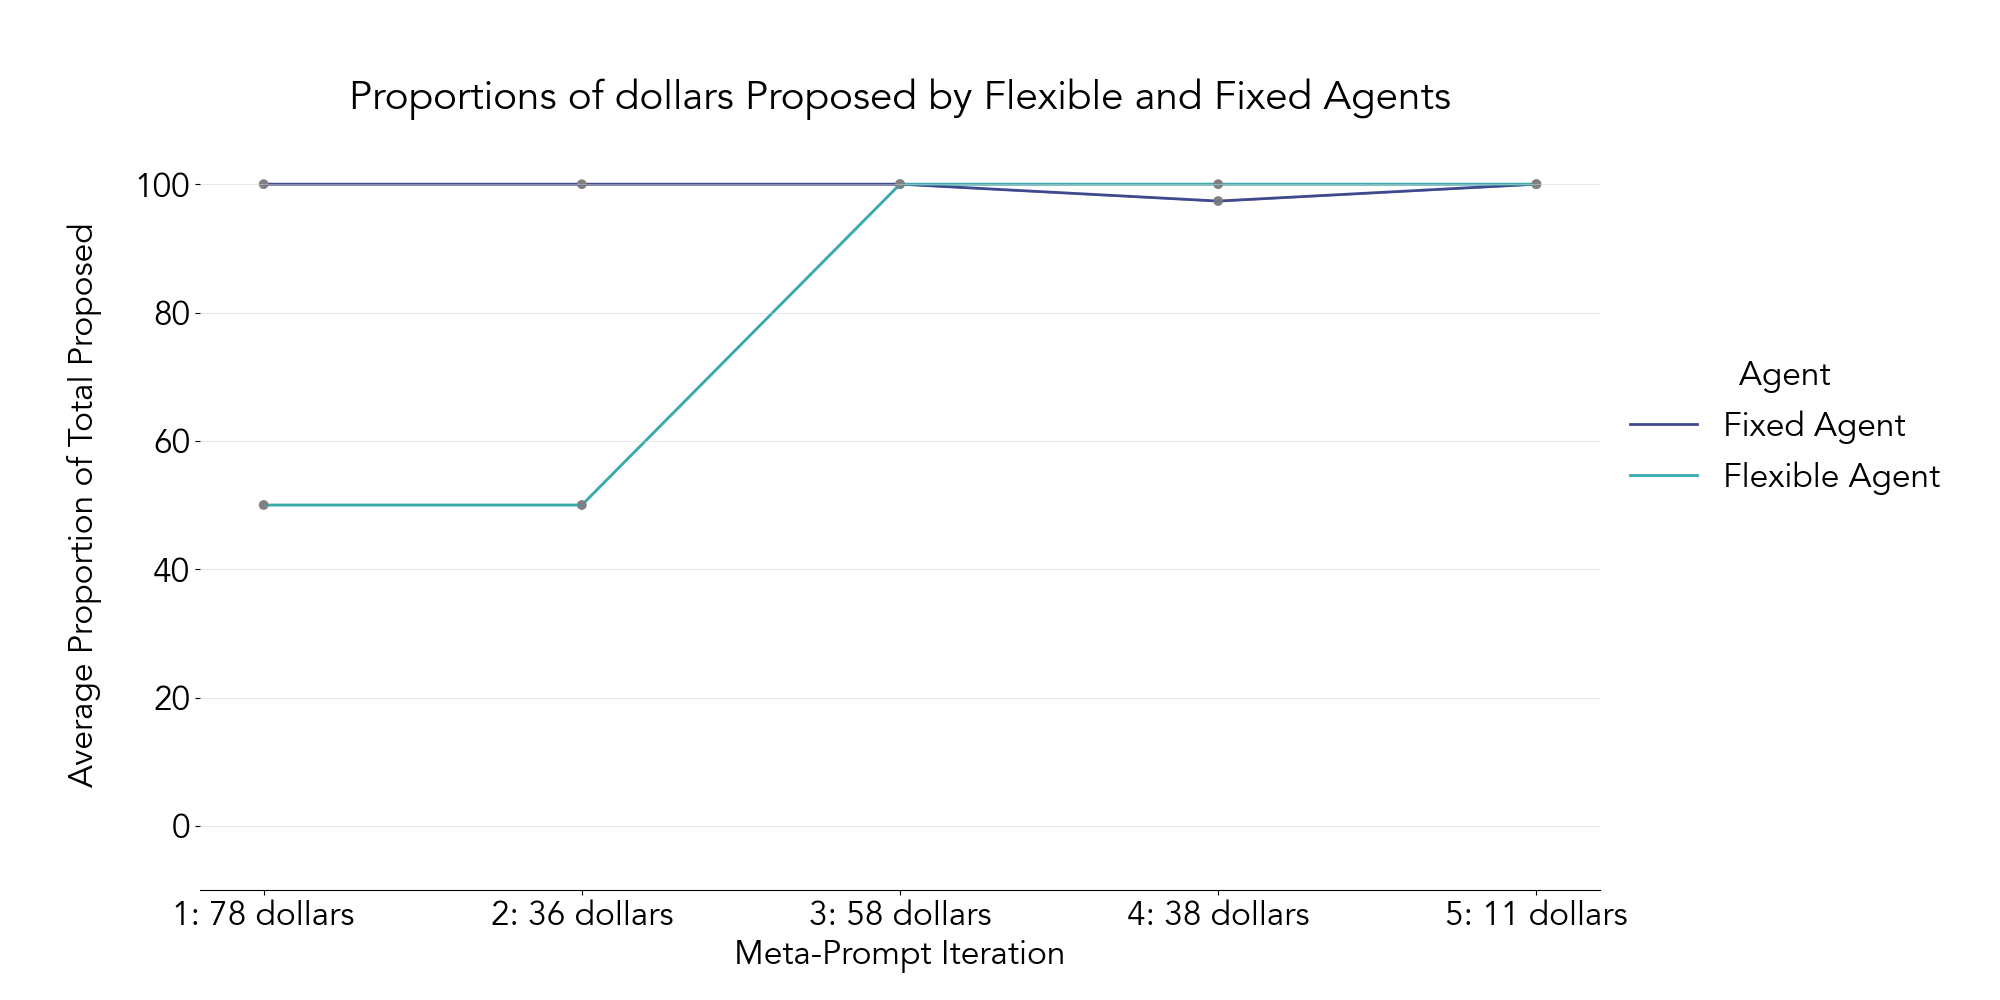 Proportions of dollars Proposed by Flexible and Fixed Agents
Average Proportion of Total Proposed
100
80
60
40
20
0
1: 78 dollars
2: 36 dollars
3: 58 dollars
4: 38 dollars
5: 11 dollars
Meta-Prompt Iteration
Agent
Fixed Agent
Flexible Agent